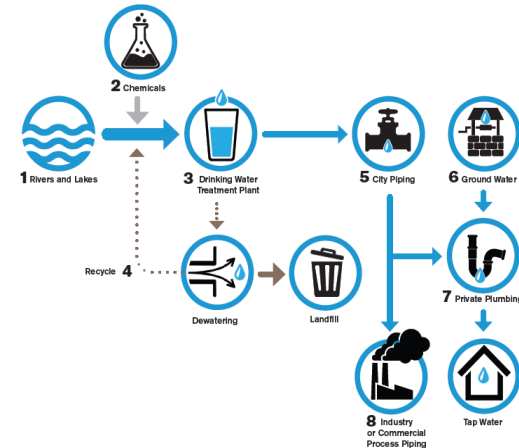 2 Chemicals
1 Rivers and Lakes
3 Drinking Water
Treatment Plant
5 City Piping
6 Ground Water
Recycle 4
Dewatering
Landfill
7 Private Plumbing
8 Industry
or Commercial
Process Piping
Tap Water